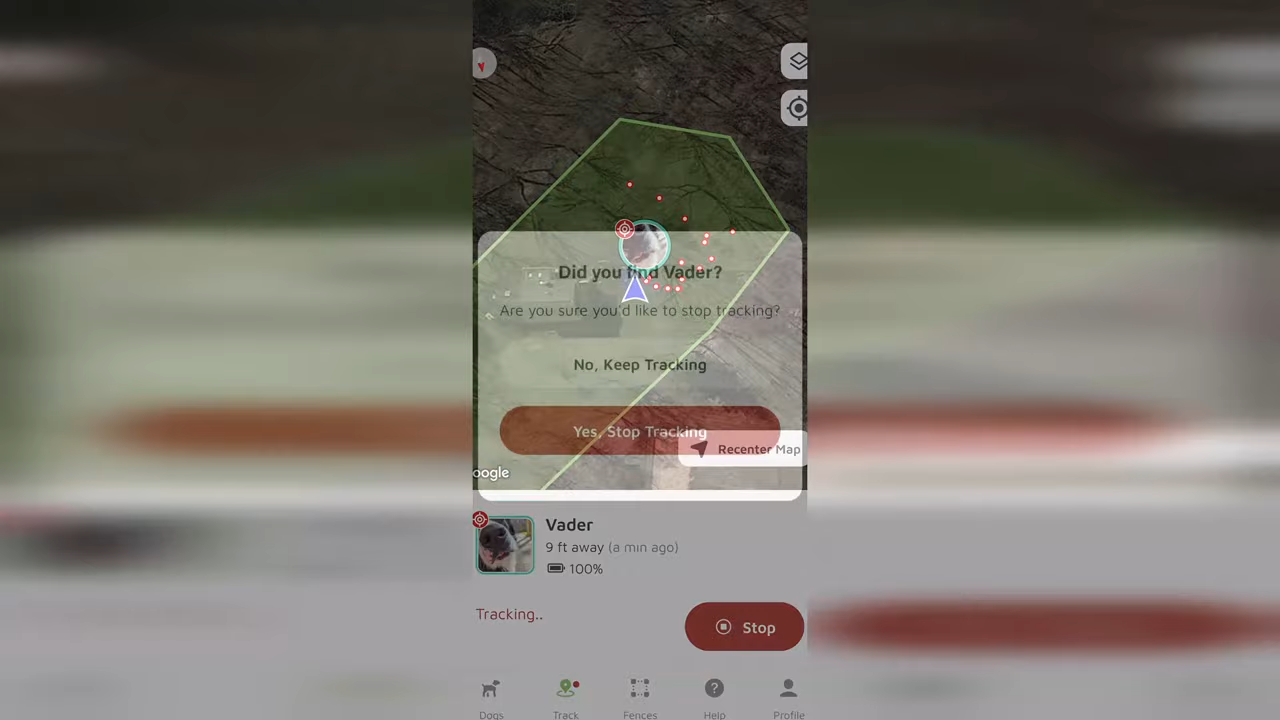 Did you find Vader?
Are you sure you'd like to stop tracking?
No, Keep Tracking
Yes, Stop Tracking
Recenter Map
oogle
Vader
9 ft away (a min ago)
100%
Tracking..
Stop
Dogs Track Fences Help Profile